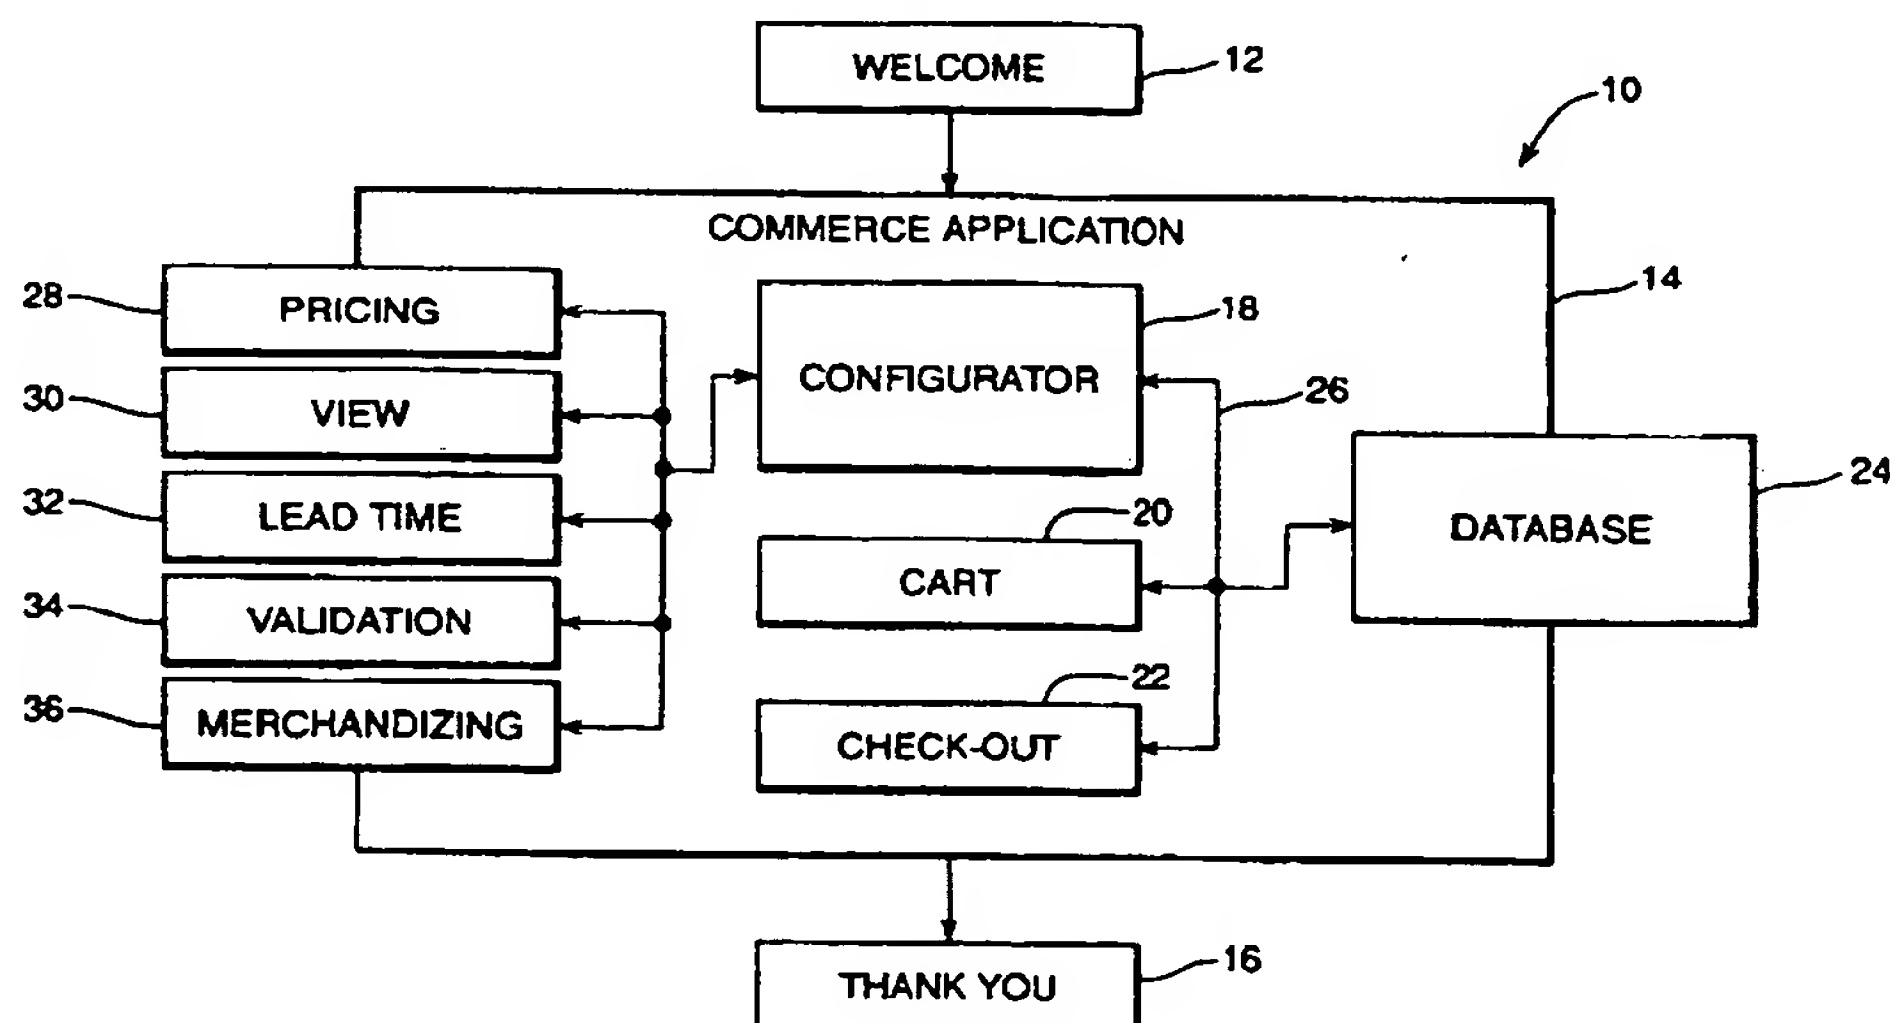 WELCOME
12
10
COMMERCE APPLICATION
14
28
PRICING
18
CONFIGURATOR
30
VIEW
26
32
LEAD TIME
20
CART
24
DATABASE
34
VALIDATION
22
CHECK-OUT
36
MERCHANDIZING
16
THANK YOU